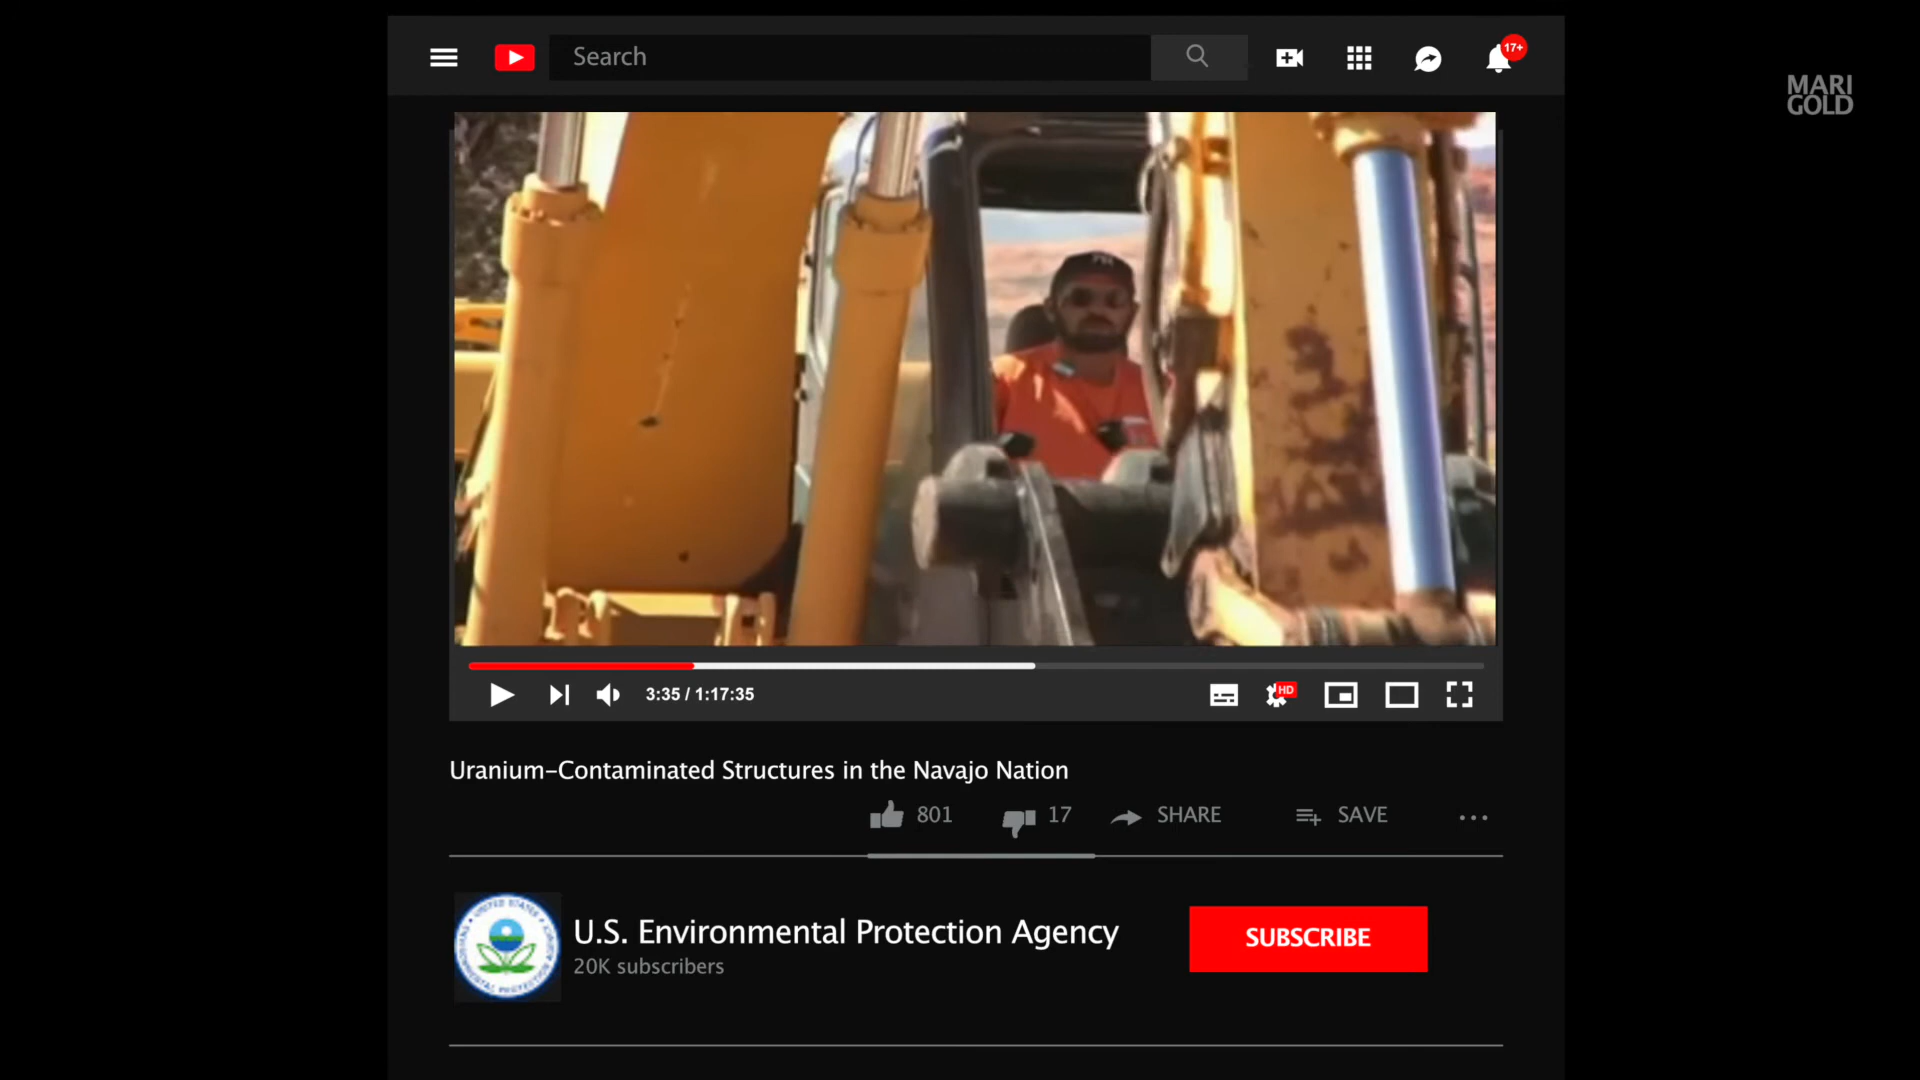 Search
17+
MARI
GOLD
3:35 / 1:17:35
HD
Uranium-Contaminated Structures in the Navajo Nation
801
17
SHARE
SAVE
U.S. Environmental Protection Agency
20K subscribers
SUBSCRIBE